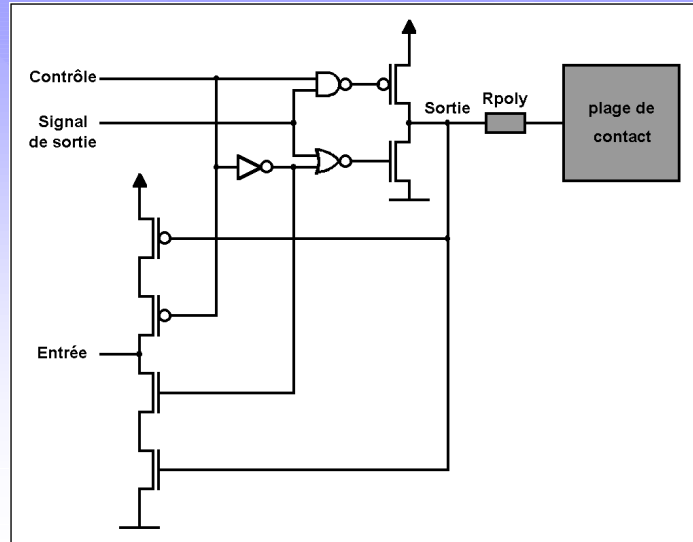 Contrôle
Signal
de sortie
Sortie
Rpoly
plage de
contact
Entrée